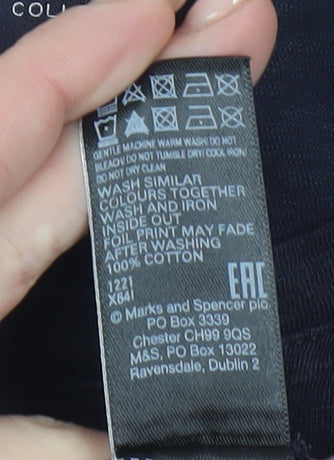 COLL
GENTLE MACHINE WARM WASH/ DO NOT
BLEACH/ DO NOT TUMBLE DRY/ COOL IRON/
DO NOT DRY CLEAN
WASH SIMILAR
COLOURS TOGETHER
WASH AND IRON
INSIDE OUT
FOIL PRINT MAY FADE
AFTER WASHING
100% COTTON
1221
X641
EAC
© Marks and Spencer plc
PO Box 3339
Chester CH99 9QS
M&S, PO Box 13022
Ravensdale, Dublin 2